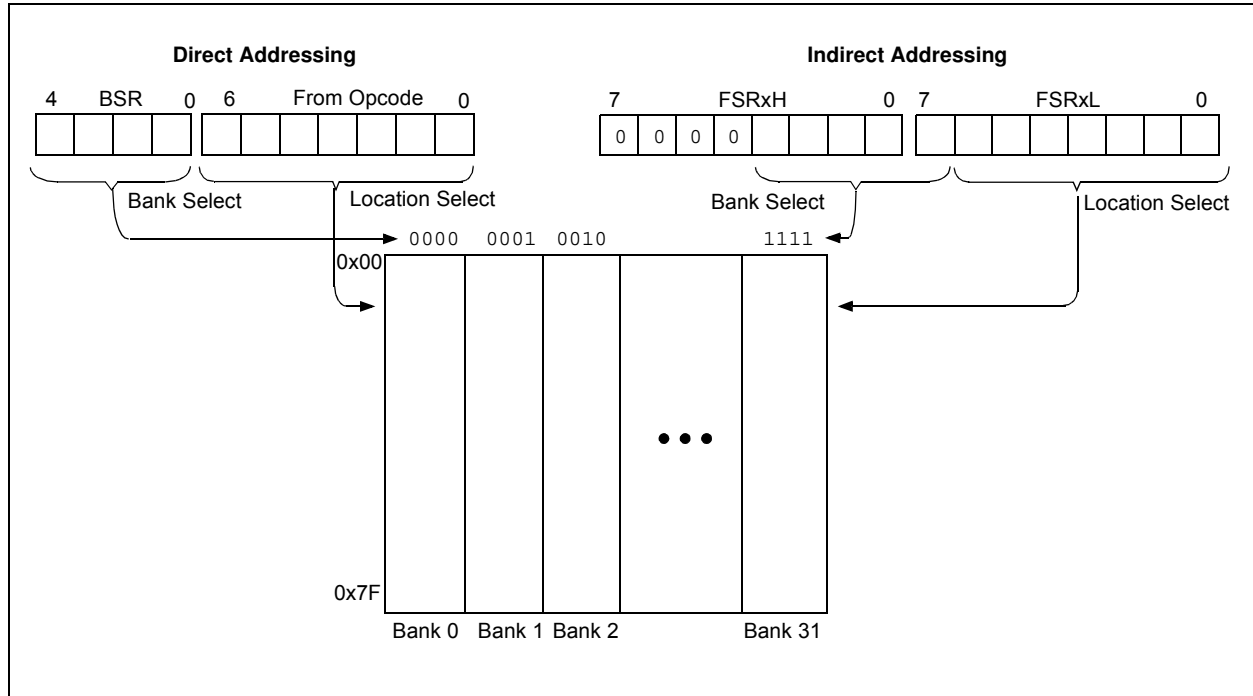 Direct Addressing
Indirect Addressing
4 BSR 0 6 From Opcode 0
7 FSRxH 0 7 FSRxL 0
0 0 0 0
Bank Select
Location Select
Bank Select
Location Select
0000 0001 0010 1111
0x00
0x7F
Bank 0 Bank 1 Bank 2 Bank 31